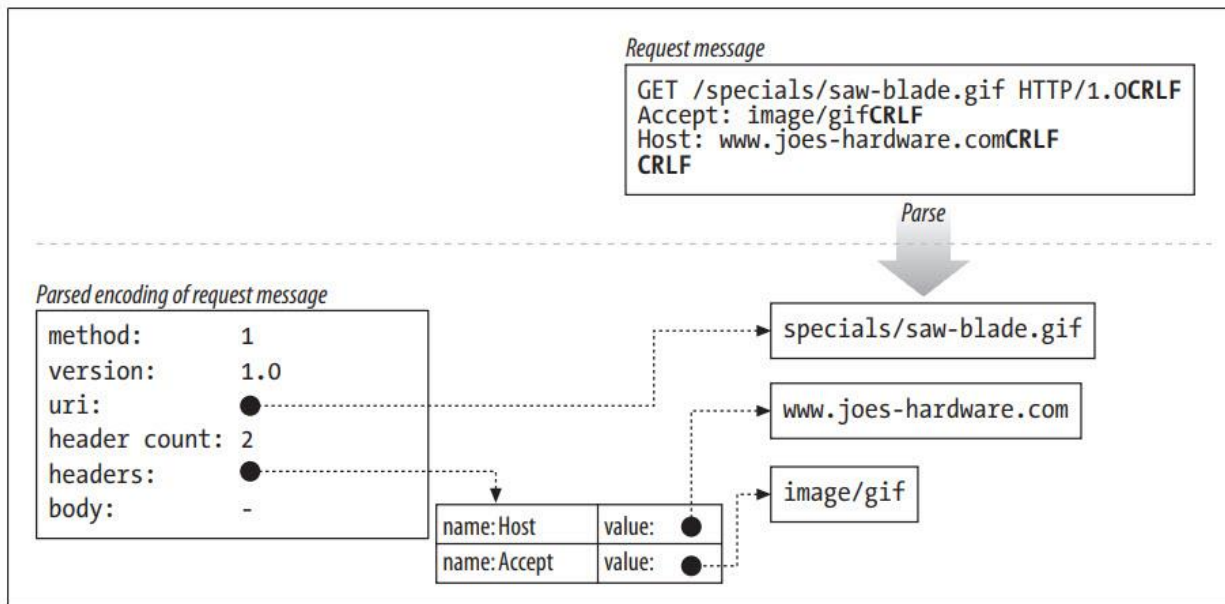 Request message
GET /specials/saw-blade.gif HTTP/1.0CRLF
Accept: image/gifCRLF
Host: www.joes-hardware.comCRLF
CRLF
Parse
Parsed encoding of request message
method: 1
version: 1.0
uri:
header count: 2
headers:
body: -
specials/saw-blade.gif
www.joes-hardware.com
image/gif
name:Host value:
name:Accept value: